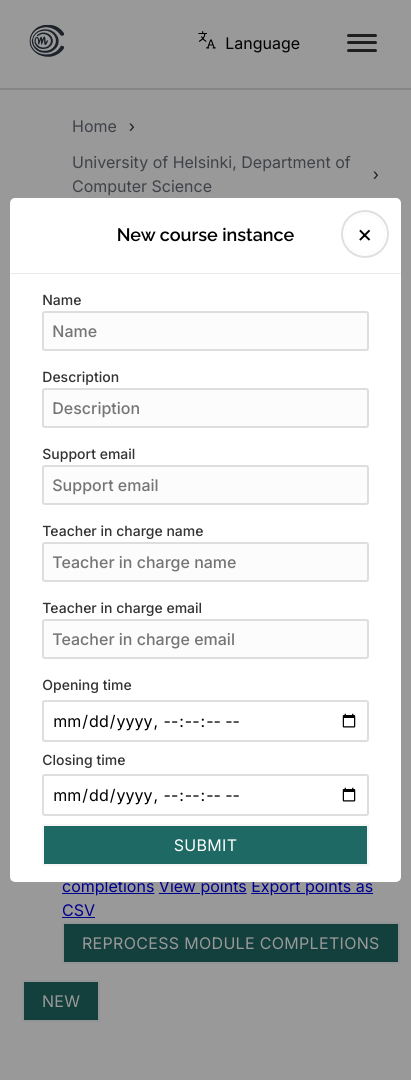 Language
Home ›
University of Helsinki, Department of
Computer Science ›
New course instance
Name
Name
Description
Description
Support email
Support email
Teacher in charge name
Teacher in charge name
Teacher in charge email
Teacher in charge email
Opening time
mm/dd/yyyy, --:--:-- --
Closing time
mm/dd/yyyy, --:--:-- --
SUBMIT
completions View points Export points as
CSV
REPROCESS MODULE COMPLETIONS
NEW